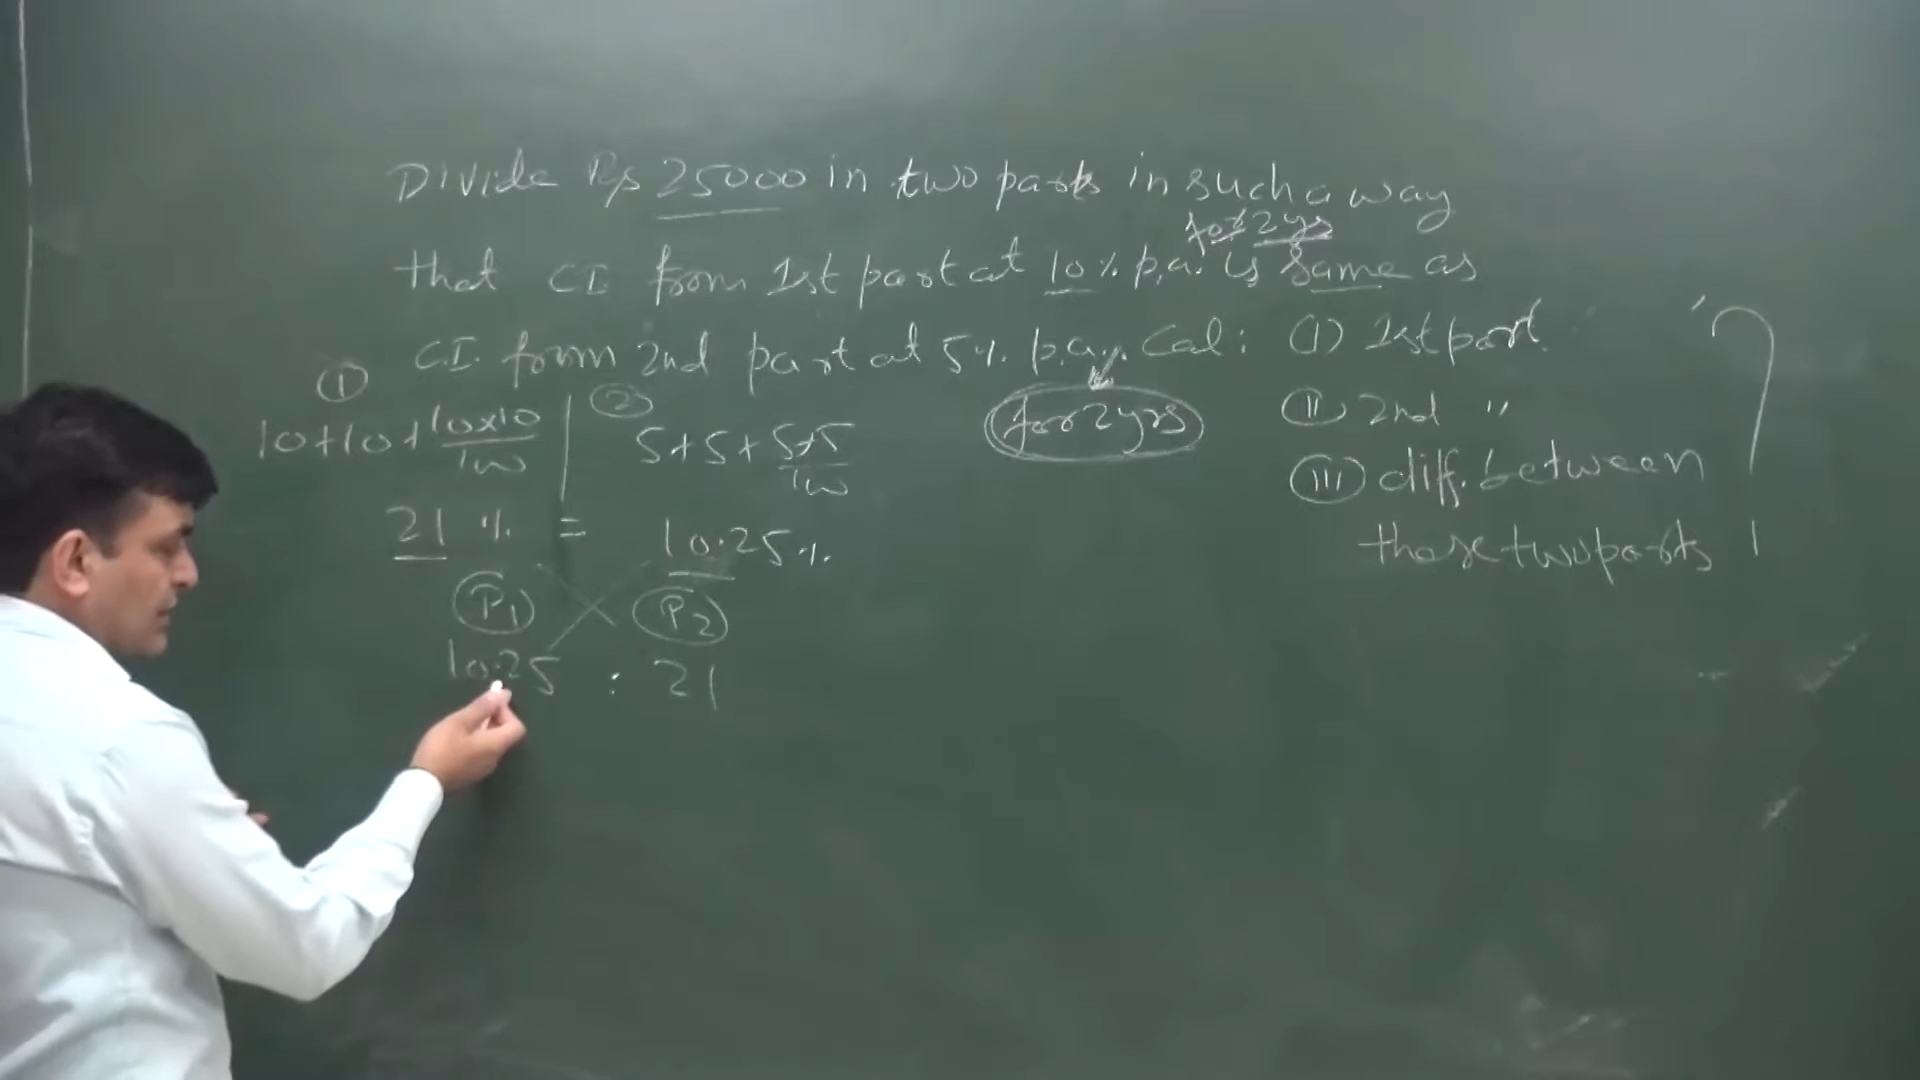 Divide Rs 25000 in two parts in such a way
for 2 yrs
that CI from 1st part at 10% p.a. is same as
C.I. from 2nd part at 5% p.a. Cal: (I) 1st part.
for 2 yrs
(II) 2nd "
(III) diff. between
these two parts
① ②
10+10+10×10/100 | 5+5+5×5/100
21 % = 10.25%
P1 P2
10.25 : 21